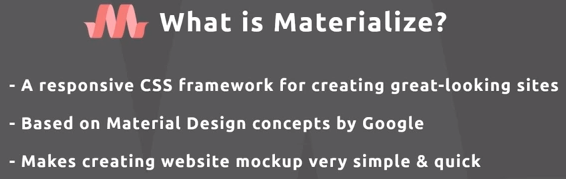 What is Materialize?
- A responsive CSS framework for creating great-looking sites
- Based on Material Design concepts by Google
- Makes creating website mockup very simple & quick